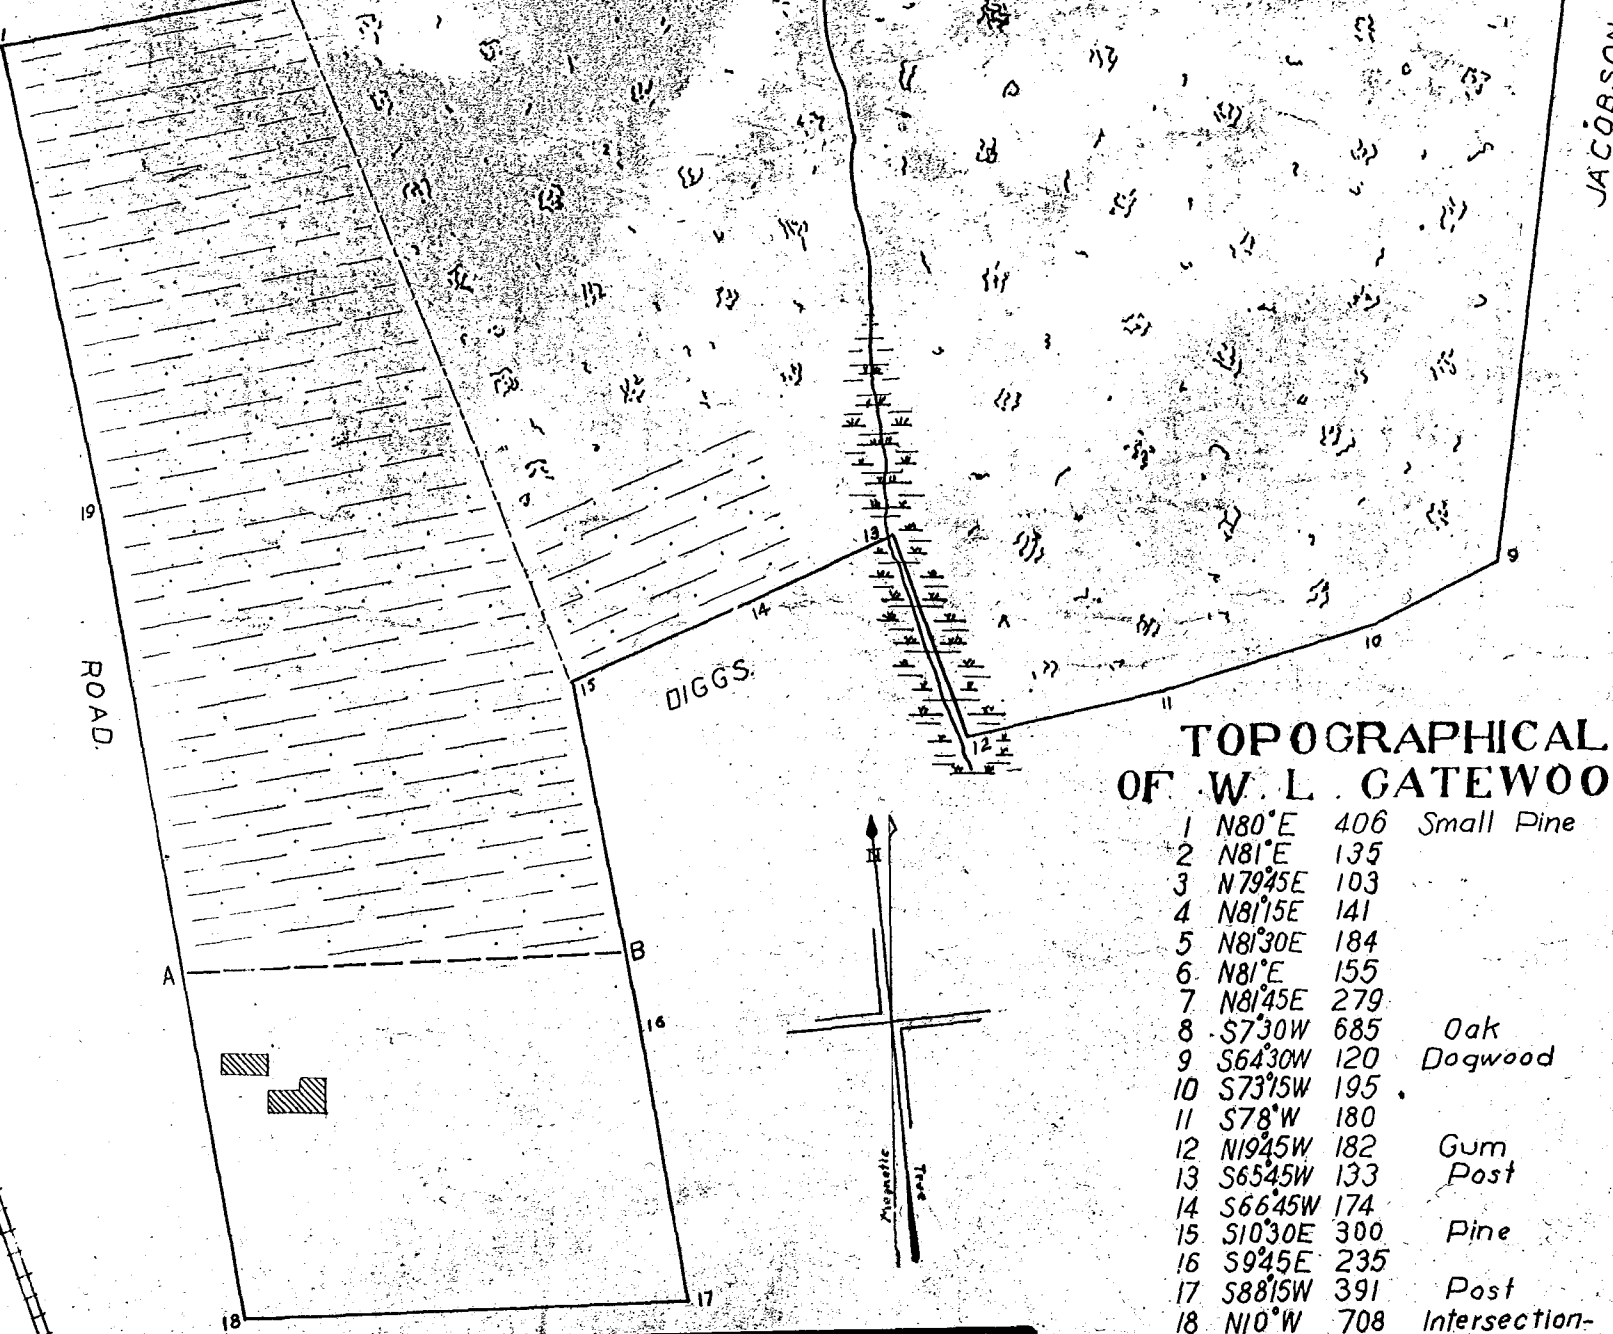 1
JACOBSON
19
13
9
14
10
15
ROAD.
DIGGS.
11
12
TOPOGRAPHICAL
OF W. L. GATEWOO
1 N80°E 406 Small Pine
2 N81°E 135
3 N79°45E 103
4 N81°15E 141
5 N81°30E 184
6 N81°E 155
7 N81°45E 279
8 S7°30W 685 Oak
9 S64°30W 120 Dogwood
10 S73°15W 195
11 S78°W 180
12 N19°45W 182 Gum
13 S65°45W 133 Post
14 S66°45W 174
15 S10°30E 300 Pine
16 S9°45E 235
17 S88°15W 391 Post
18 N10°W 708 Intersection-
N
A
B
16
Magnetic
True
17
18